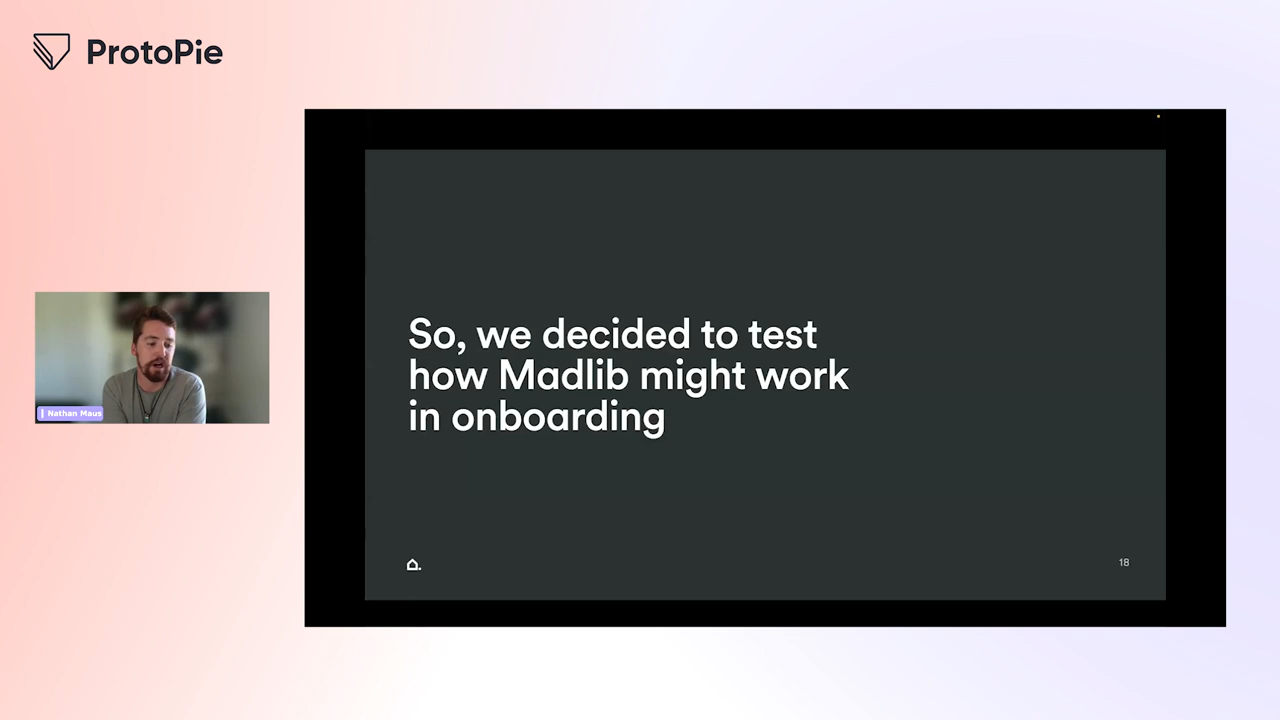 ProtoPie
So, we decided to test
how Madlib might work
in onboarding
Nathan Maus
18